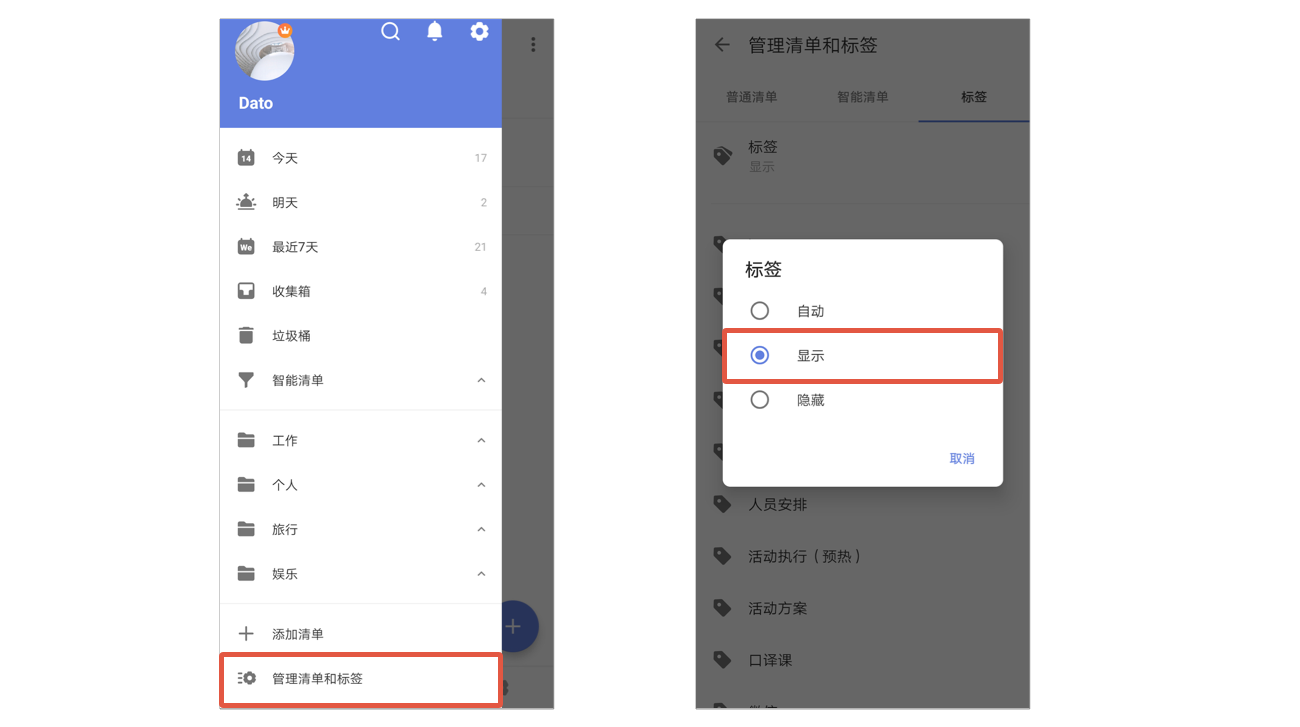 Dato
14
今天
17
明天
2
We
最近7天
21
收集箱
4
垃圾桶
智能清单
工作
个人
旅行
娱乐
添加清单
管理清单和标签
管理清单和标签
普通清单
智能清单
标签
标签
显示
标签
自动
显示
隐藏
取消
人员安排
活动执行（预热）
活动方案
口译课